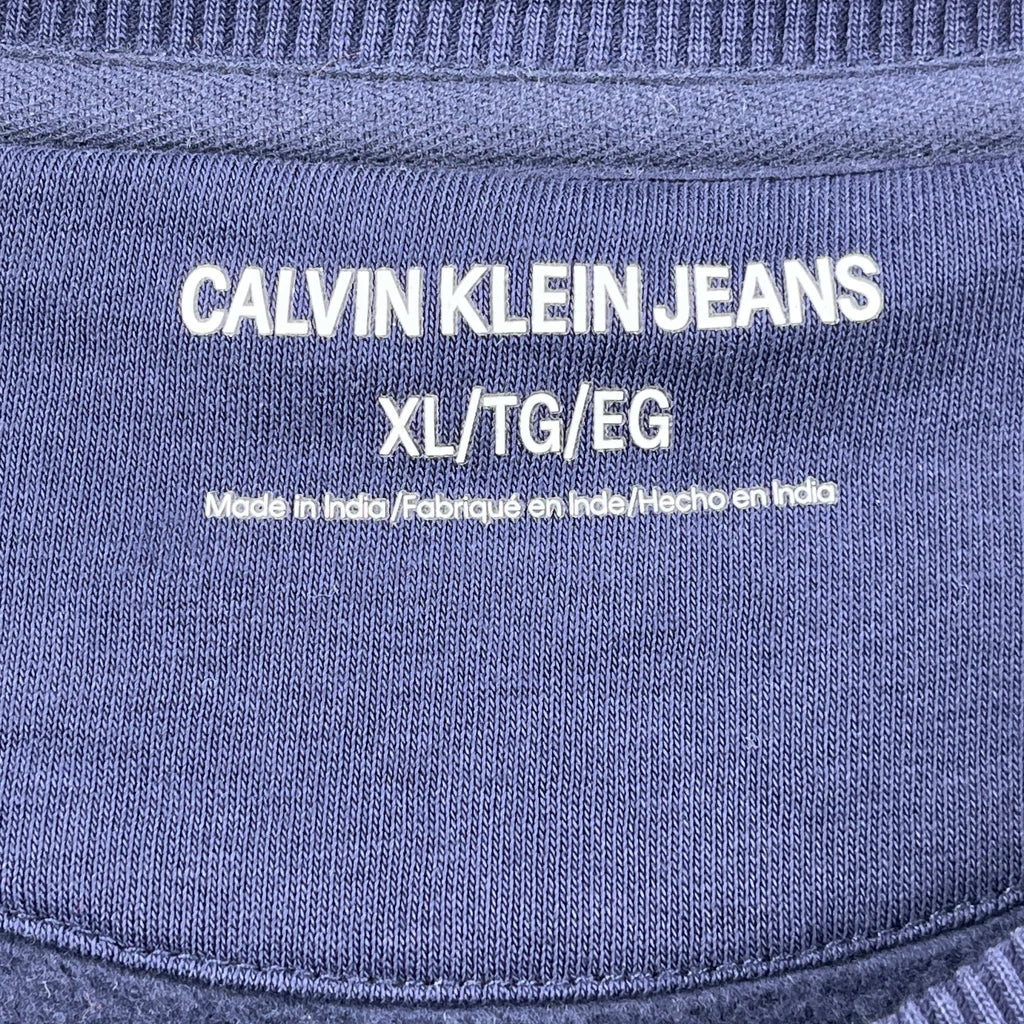 CALVIN KLEIN JEANS
XL/TG/EG
Made in India/Fabriqué en Inde/Hecho en India